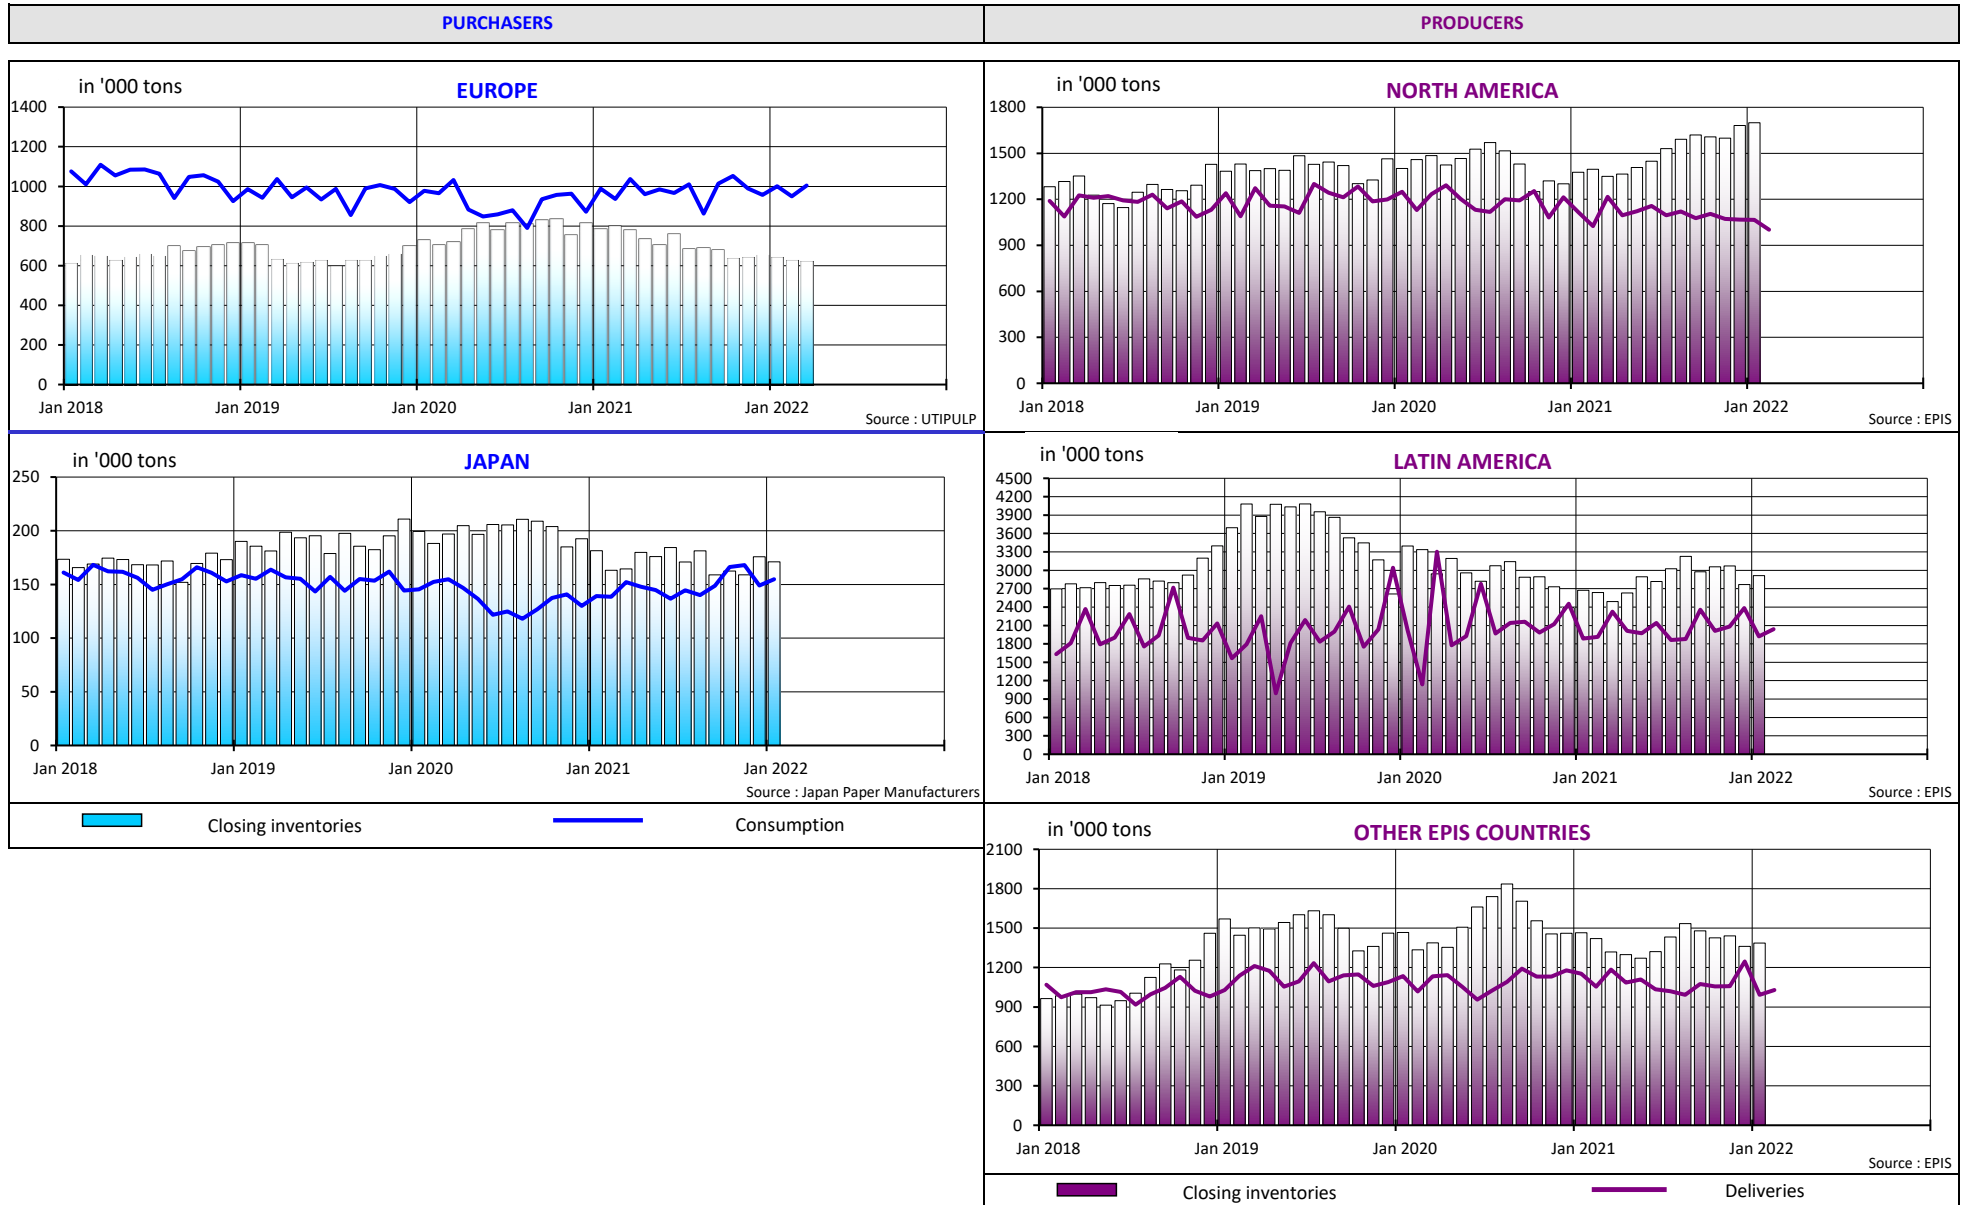 PURCHASERS
PRODUCERS
in '000 tons
EUROPE
1400
1200
1000
800
600
400
200
0
Jan 2018
Jan 2019
Jan 2020
Jan 2021
Jan 2022
Source : UTIPULP
in '000 tons
NORTH AMERICA
1800
1500
1200
900
600
300
0
Jan 2018
Jan 2019
Jan 2020
Jan 2021
Jan 2022
Source : EPIS
in '000 tons
JAPAN
250
200
150
100
50
0
Jan 2018
Jan 2019
Jan 2020
Jan 2021
Jan 2022
Source : Japan Paper Manufacturers
Closing inventories
Consumption
in '000 tons
LATIN AMERICA
4500
4200
3900
3600
3300
3000
2700
2400
2100
1800
1500
1200
900
600
300
0
Jan 2018
Jan 2019
Jan 2020
Jan 2021
Jan 2022
Source : EPIS
in '000 tons
OTHER EPIS COUNTRIES
2100
1800
1500
1200
900
600
300
0
Jan 2018
Jan 2019
Jan 2020
Jan 2021
Jan 2022
Source : EPIS
Closing inventories
Deliveries